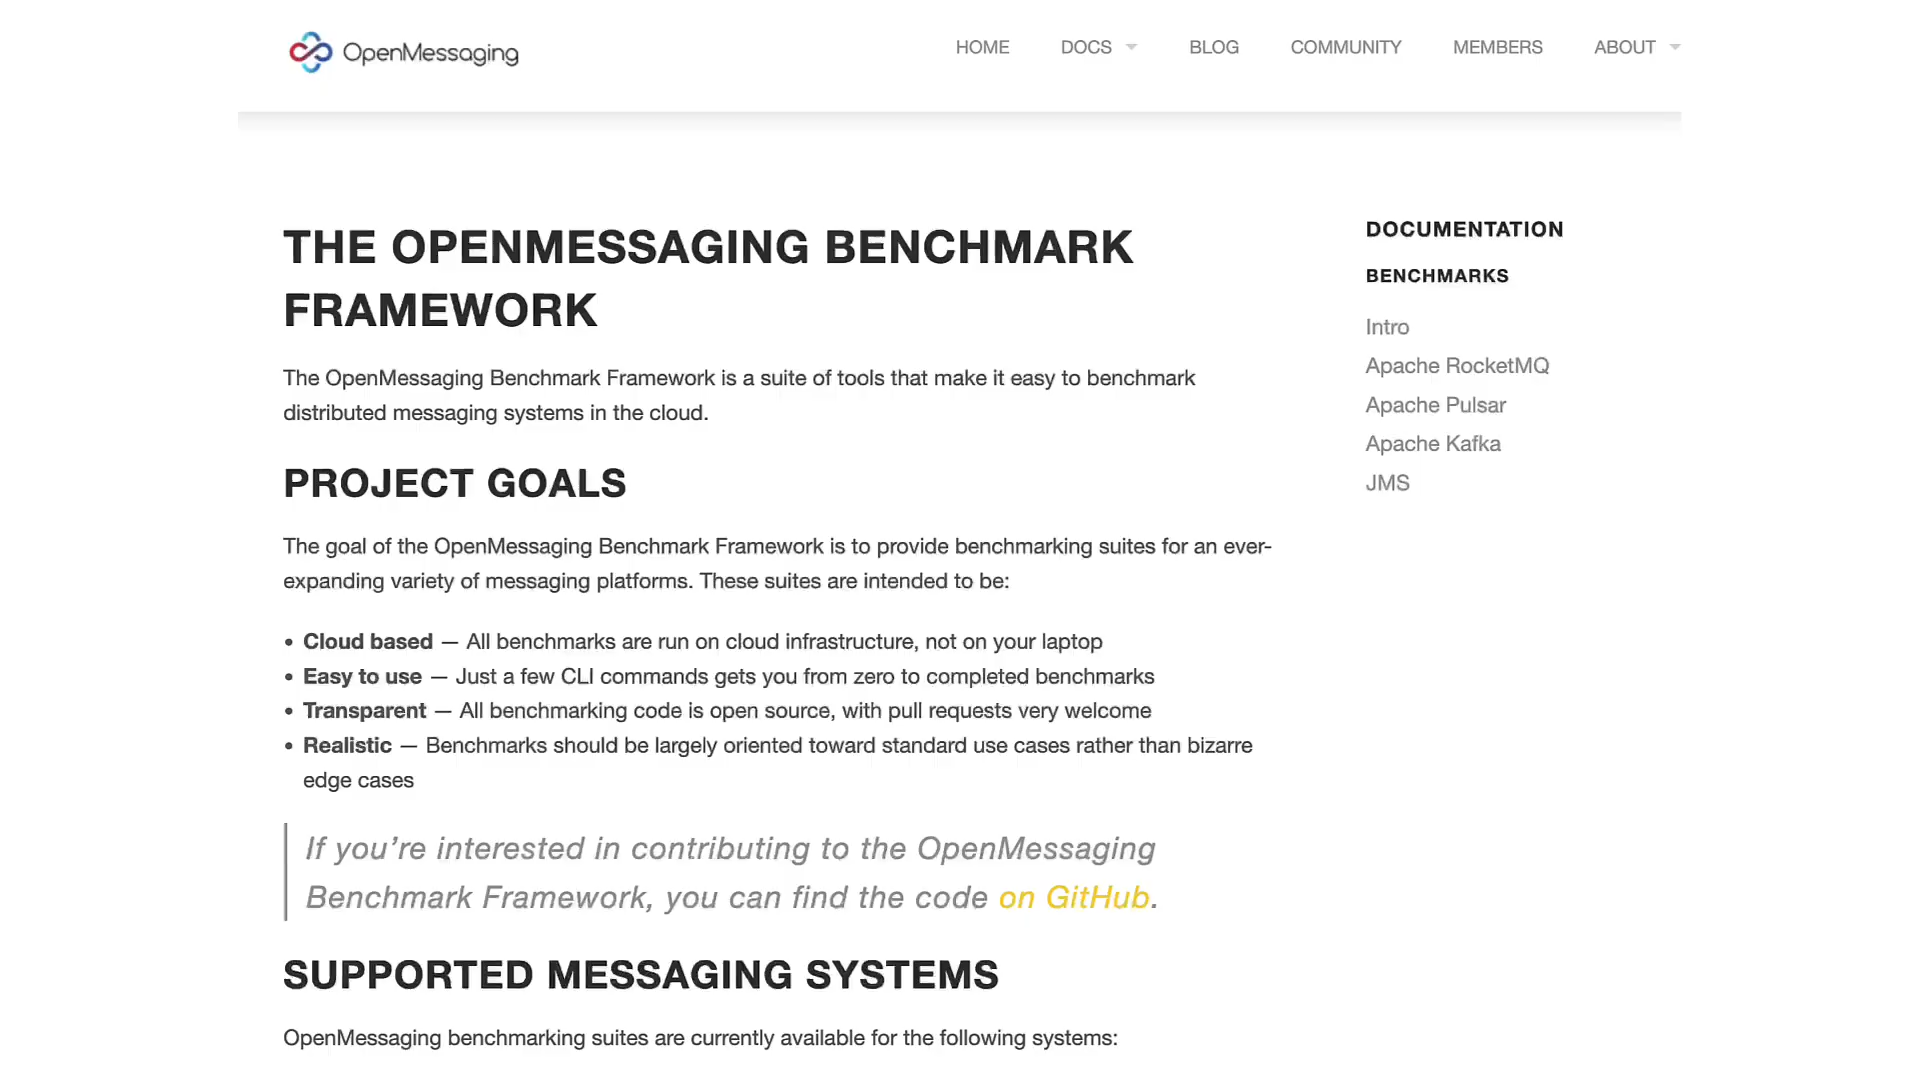 OpenMessaging
HOME DOCS BLOG COMMUNITY MEMBERS ABOUT
THE OPENMESSAGING BENCHMARK
FRAMEWORK
The OpenMessaging Benchmark Framework is a suite of tools that make it easy to benchmark
distributed messaging systems in the cloud.
PROJECT GOALS
The goal of the OpenMessaging Benchmark Framework is to provide benchmarking suites for an ever-
expanding variety of messaging platforms. These suites are intended to be:
• Cloud based — All benchmarks are run on cloud infrastructure, not on your laptop
• Easy to use — Just a few CLI commands gets you from zero to completed benchmarks
• Transparent — All benchmarking code is open source, with pull requests very welcome
• Realistic — Benchmarks should be largely oriented toward standard use cases rather than bizarre
edge cases
If you’re interested in contributing to the OpenMessaging
Benchmark Framework, you can find the code on GitHub.
SUPPORTED MESSAGING SYSTEMS
OpenMessaging benchmarking suites are currently available for the following systems:
DOCUMENTATION
BENCHMARKS
Intro
Apache RocketMQ
Apache Pulsar
Apache Kafka
JMS